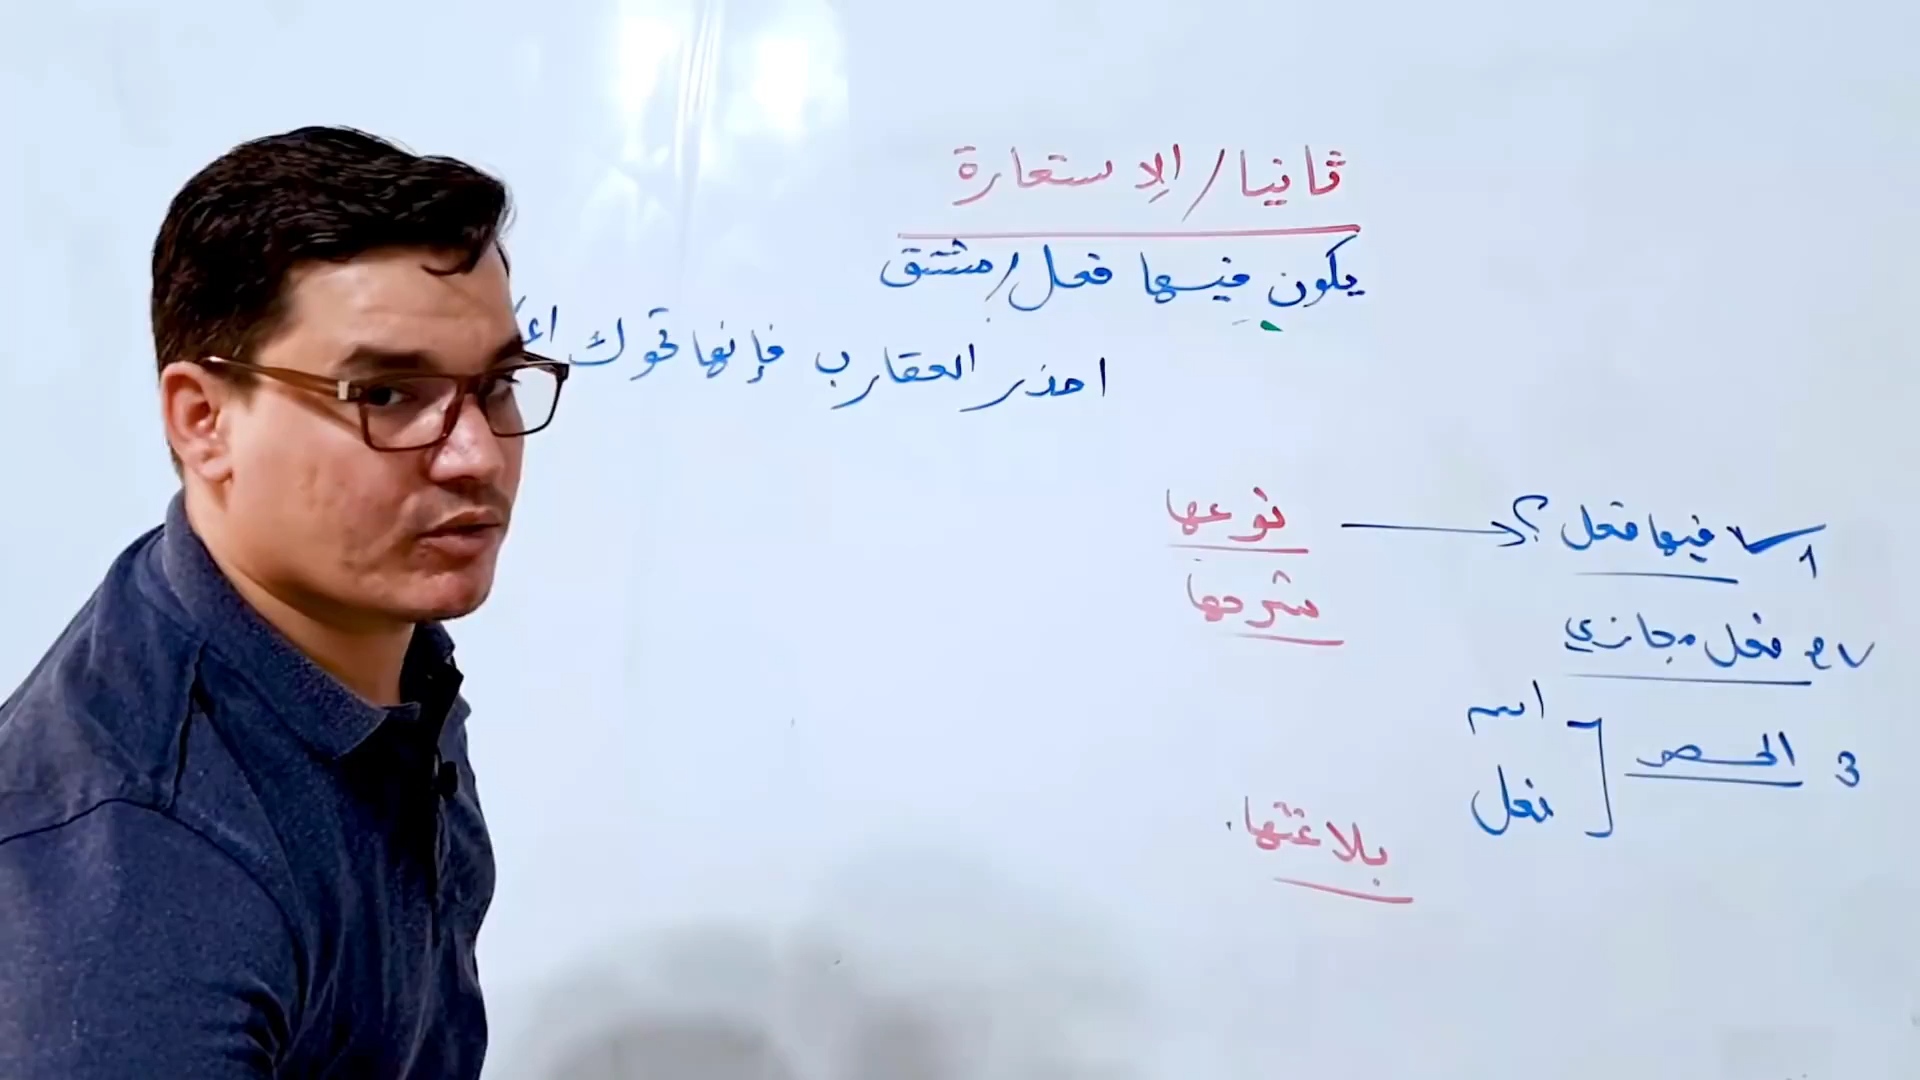 ثانيا / الإستعارة
يكون فيها فعل / مشتق
احذر العقارب فإنها تحوك
نوعها
شرحها
بلاغتها.
1 فيها فعل ؟
2 فعل مجازي
3 الحصر
اسم
فعل